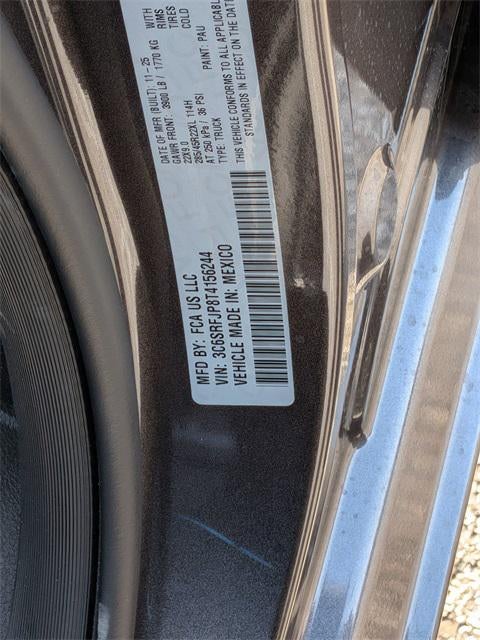 MFD BY: FCA US LLC
DATE OF MFR (BUILT): 11 - 25
GAWR FRONT: 3900 LB / 1770 KG
WITH
22X9.0
RIMS
285/45R22XL 114H
TIRES
AT 250 kPa / 36 PSI
COLD
VIN: 3C6SRFJP8T4156244
TYPE: TRUCK
PAINT: PAU
VEHICLE MADE IN: MEXICO
THIS VEHICLE CONFORMS TO ALL APPLICABLE
STANDARDS IN EFFECT ON THE DATE